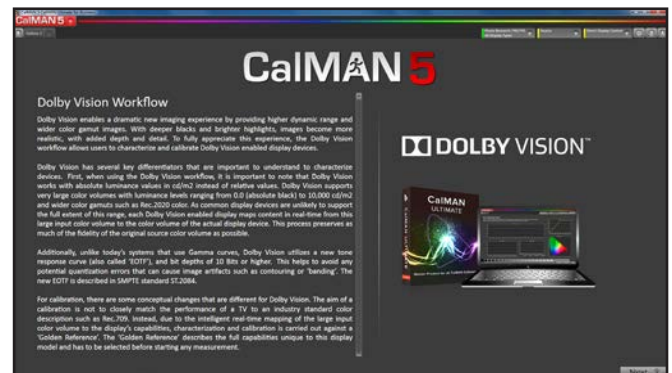 CalMAN 5
CalMAN 5
Dolby Vision Workflow
Dolby Vision enables a dramatic new imaging experience by providing higher dynamic range and
wider color gamut images. With deeper blacks and brighter highlights, images become more
realistic, with added depth and detail. To fully appreciate this experience, the Dolby Vision
workflow allows users to characterize and calibrate Dolby Vision enabled display devices.
Dolby Vision has several key differentiators that are important to understand to characterize
devices. First, when using the Dolby Vision workflow, it is important to note that Dolby Vision
works with absolute luminance values in cd/m2 instead of relative values. Dolby Vision supports
very large color volumes with luminance levels ranging from 0.0 (absolute black) to 10,000 cd/m2
and wider color gamuts such as Rec.2020 color. As common display devices are unlikely to support
the full extent of this range, each Dolby Vision enabled display maps content in real-time from this
large input color volume to the color volume of the actual display device. This process preserves as
much of the fidelity of the original source color volume as possible.
Additionally, unlike today's systems that use Gamma curves, Dolby Vision utilizes a new tone
response curve (also called 'EOTF'), and bit depths of 10 Bits or higher. This helps to avoid any
potential quantization errors that can cause image artifacts such as contouring or 'banding'. The
new EOTF is described in SMPTE standard ST.2084.
For calibration, there are some conceptual changes that are different for Dolby Vision. The aim of a
calibration is not to closely match the performance of a TV to an industry standard color
description such as Rec.709. Instead, due to the intelligent real-time mapping of the large input
color volume to the display's capabilities, characterization and calibration is carried out against a
'Golden Reference'. The 'Golden Reference' describes the full capabilities unique to this display
model and has to be selected before starting any measurement.
DOLBY VISION™
CalMAN
ULTIMATE
Next